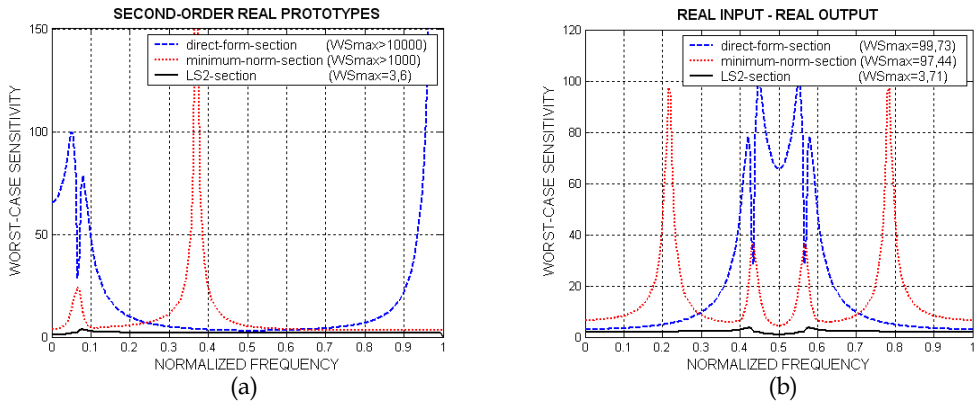 SECOND-ORDER REAL PROTOTYPES
150
100
50
0
WORST-CASE SENSITIVITY
direct-form-section (WSmax>10000)
minimum-norm-section (WSmax>1000)
LS2-section (WSmax=3,6)
0 0.1 0.2 0.3 0.4 0.5 0.6 0.7 0.8 0.9 1
NORMALIZED FREQUENCY
(a)
REAL INPUT - REAL OUTPUT
120
100
80
60
40
20
0
WORST-CASE SENSITIVITY
direct-form-section (WSmax=99,73)
minimum-norm-section (WSmax=97,44)
LS2-section (WSmax=3,71)
0 0.1 0.2 0.3 0.4 0.5 0.6 0.7 0.8 0.9 1
NORMALIZED FREQUENCY
(b)